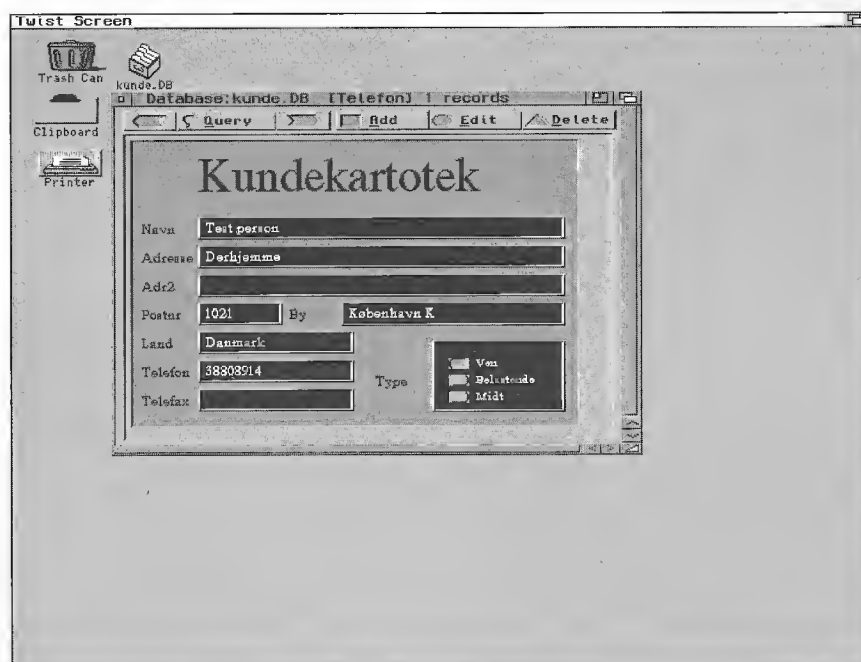 Twist Screen
Trash Can
kunde.DB
Clipboard
Printer
Database:kunde.DB [Telefon] 1 records
Query Add Edit Delete
Kundekartotek
Navn Test person
Adresse Derhjemme
Adr2
Postnr 1021 By København K
Land Danmark
Telefon 38808914
Telefax
Type
Ven
Bekendte
Midt